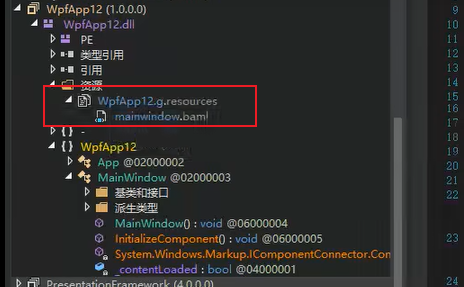 WpfApp12 (1.0.0.0)
WpfApp12.dll
PE
类型引用
引用
资源
WpfApp12.g.resources
mainwindow.baml
{ } -
{ } WpfApp12
App @02000002
MainWindow @02000003
基类和接口
派生类型
MainWindow() : void @06000004
InitializeComponent() : void @06000005
System.Windows.Markup.IComponentConnector.Con
_contentLoaded : bool @04000001
PresentationFramework (4.0.0.0)
9
10
11
12
13
14
15
16
17
18
19
20
21
22
23
24